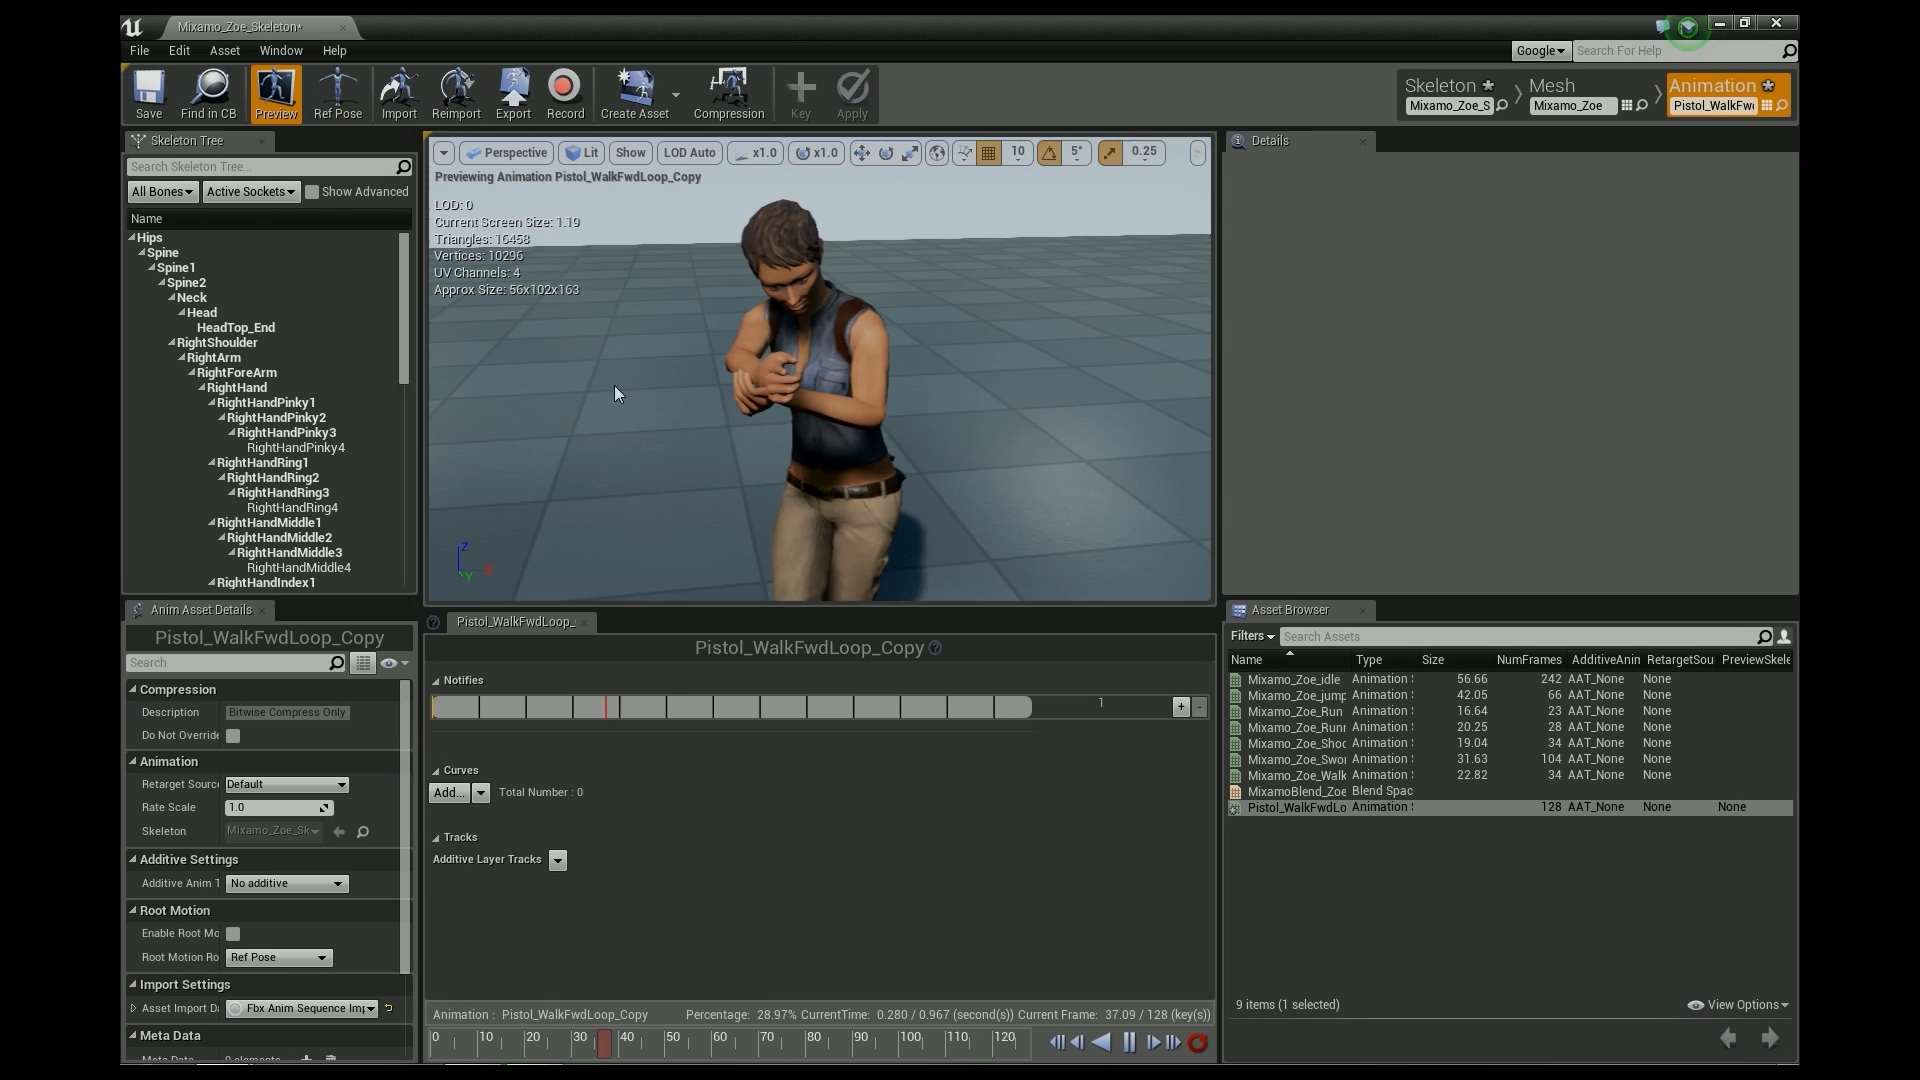 Mixamo_Zoe_Skeleton*
File Edit Asset Window Help
Google Search For Help
Save Find in CB Preview Ref Pose Import Reimport Export Record Create Asset Compression Key Apply
Skeleton Mesh Animation
Mixamo_Zoe_S Mixamo_Zoe Pistol_WalkFw
Skeleton Tree
Search Skeleton Tree...
All Bones Active Sockets Show Advanced
Name
Hips
Spine
Spine1
Spine2
Neck
Head
HeadTop_End
RightShoulder
RightArm
RightForeArm
RightHand
RightHandPinky1
RightHandPinky2
RightHandPinky3
RightHandPinky4
RightHandRing1
RightHandRing2
RightHandRing3
RightHandRing4
RightHandMiddle1
RightHandMiddle2
RightHandMiddle3
RightHandMiddle4
RightHandIndex1
Perspective Lit Show LOD Auto x1.0 x1.0 10 5° 0.25
Previewing Animation Pistol_WalkFwdLoop_Copy
LOD: 0
Current Screen Size: 1.19
Triangles: 16458
Vertices: 10296
UV Channels: 4
Approx Size: 56x102x163
Z
Y
Details
Anim Asset Details
Pistol_WalkFwdLoop_Copy
Search
Compression
Description Bitwise Compress Only
Do Not Override
Animation
Retarget Source Default
Rate Scale 1.0
Skeleton Mixamo_Zoe_Sk
Additive Settings
Additive Anim T No additive
Root Motion
Enable Root Mo
Root Motion Ro Ref Pose
Import Settings
Asset Import Da Fbx Anim Sequence Imp
Meta Data
Meta Data 0 elements
Pistol_WalkFwdLoop_
Pistol_WalkFwdLoop_Copy
Notifies
1 + -
Curves
Add... Total Number : 0
Tracks
Additive Layer Tracks
Animation : Pistol_WalkFwdLoop_Copy Percentage: 28.97% CurrentTime: 0.280 / 0.967 (second(s)) Current Frame: 37.09 / 128 (key(s))
0 10 20 30 40 50 60 70 80 90 100 110 120
Asset Browser
Filters Search Assets
Name Type Size NumFrames AdditiveAnin RetargetSou PreviewSkele
Mixamo_Zoe_idle Animation 56.66 242 AAT_None None
Mixamo_Zoe_jump Animation 42.05 66 AAT_None None
Mixamo_Zoe_Run Animation 16.64 23 AAT_None None
Mixamo_Zoe_Runr Animation 20.25 28 AAT_None None
Mixamo_Zoe_Shoo Animation 19.04 34 AAT_None None
Mixamo_Zoe_Swor Animation 31.63 104 AAT_None None
Mixamo_Zoe_Walk Animation 22.82 34 AAT_None None
MixamoBlend_Zoe Blend Spac
Pistol_WalkFwdLo Animation 128 AAT_None None None
9 items (1 selected) View Options